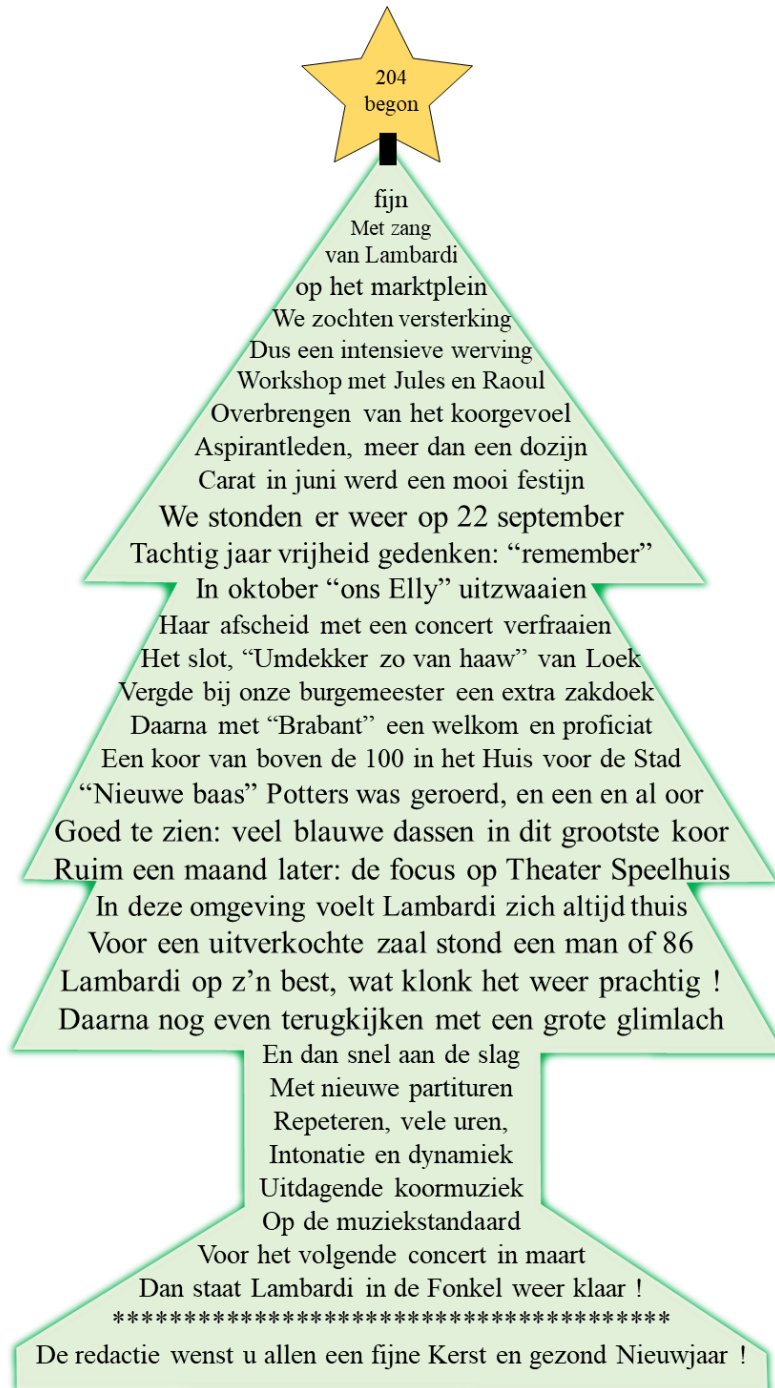 204
begon
fijn
Met zang
van Lambardi
op het marktplein
We zochten versterking
Dus een intensieve werving
Workshop met Jules en Raoul
Overbrengen van het koorgevoel
Aspirantleden, meer dan een dozijn
Carat in juni werd een mooi festijn
We stonden er weer op 22 september
Tachtig jaar vrijheid gedenken: “remember”
In oktober “ons Elly” uitzwaaien
Haar afscheid met een concert verfraaien
Het slot, “Umdekker zo van haaw” van Loek
Vergde bij onze burgemeester een extra zakdoek
Daarna met “Brabant” een welkom en proficiat
Een koor van boven de 100 in het Huis voor de Stad
“Nieuwe baas” Potters was geroerd, en een en al oor
Goed te zien: veel blauwe dassen in dit grootste koor
Ruim een maand later: de focus op Theater Speelhuis
In deze omgeving voelt Lambardi zich altijd thuis
Voor een uitverkochte zaal stond een man of 86
Lambardi op z’n best, wat klonk het weer prachtig !
Daarna nog even terugkijken met een grote glimlach
En dan snel aan de slag
Met nieuwe partituren
Repeteren, vele uren,
Intonatie en dynamiek
Uitdagende koormuziek
Op de muziekstandaard
Voor het volgende concert in maart
Dan staat Lambardi in de Fonkel weer klaar !
****************************************
De redactie wenst u allen een fijne Kerst en gezond Nieuwjaar !